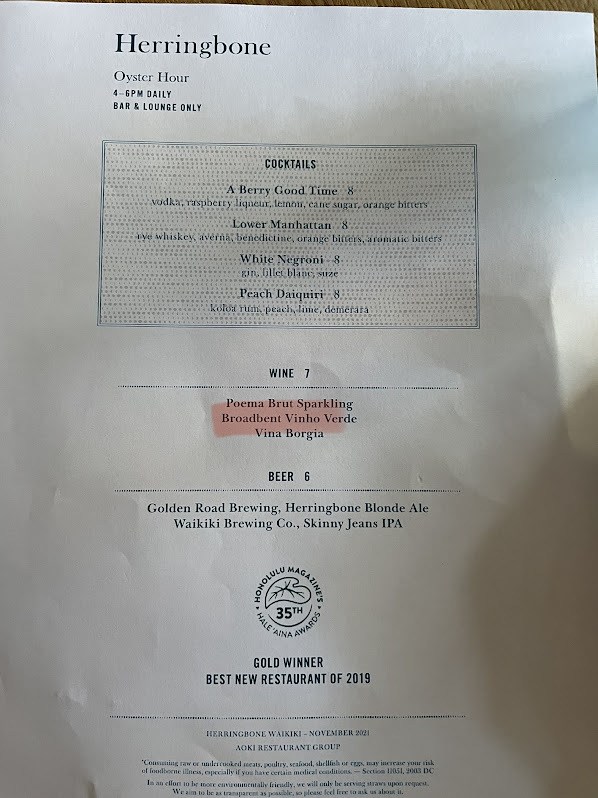 Herringbone
Oyster Hour
4–6PM DAILY
BAR & LOUNGE ONLY
COCKTAILS
A Berry Good Time 8
vodka, raspberry liqueur, lemon, cane sugar, orange bitters
Lower Manhattan 8
rye whiskey, averna, benedictine, orange bitters, aromatic bitters
White Negroni 8
gin, lillet blanc, suze
Peach Daiquiri 8
koloa rum, peach, lime, demerara
WINE 7
Poema Brut Sparkling
Broadbent Vinho Verde
Vina Borgia
BEER 6
Golden Road Brewing, Herringbone Blonde Ale
Waikiki Brewing Co., Skinny Jeans IPA
HONOLULU MAGAZINE'S
35TH
HALE ʻAINA AWARDS
GOLD WINNER
BEST NEW RESTAURANT OF 2019
HERRINGBONE WAIKIKI – NOVEMBER 2021
AOKI RESTAURANT GROUP
*Consuming raw or undercooked meats, poultry, seafood, shellfish or eggs, may increase your risk
of foodborne illness, especially if you have certain medical conditions. — Section 11051, 2003 DC
In an effort to be more environmentally friendly, we will only be serving straws upon request.
We aim to be as transparent as possible, so please feel free to ask us about it.